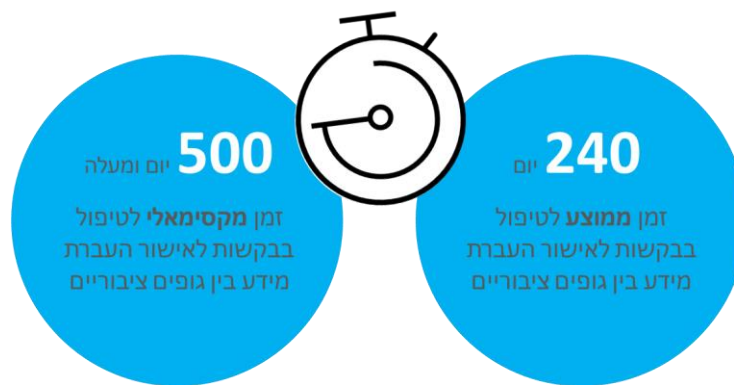 240 יום
זמן ממוצע לטיפול
בבקשות לאישור העברת
מידע בין גופים ציבוריים
500 יום ומעלה
זמן מקסימאלי לטיפול
בבקשות לאישור העברת
מידע בין גופים ציבוריים